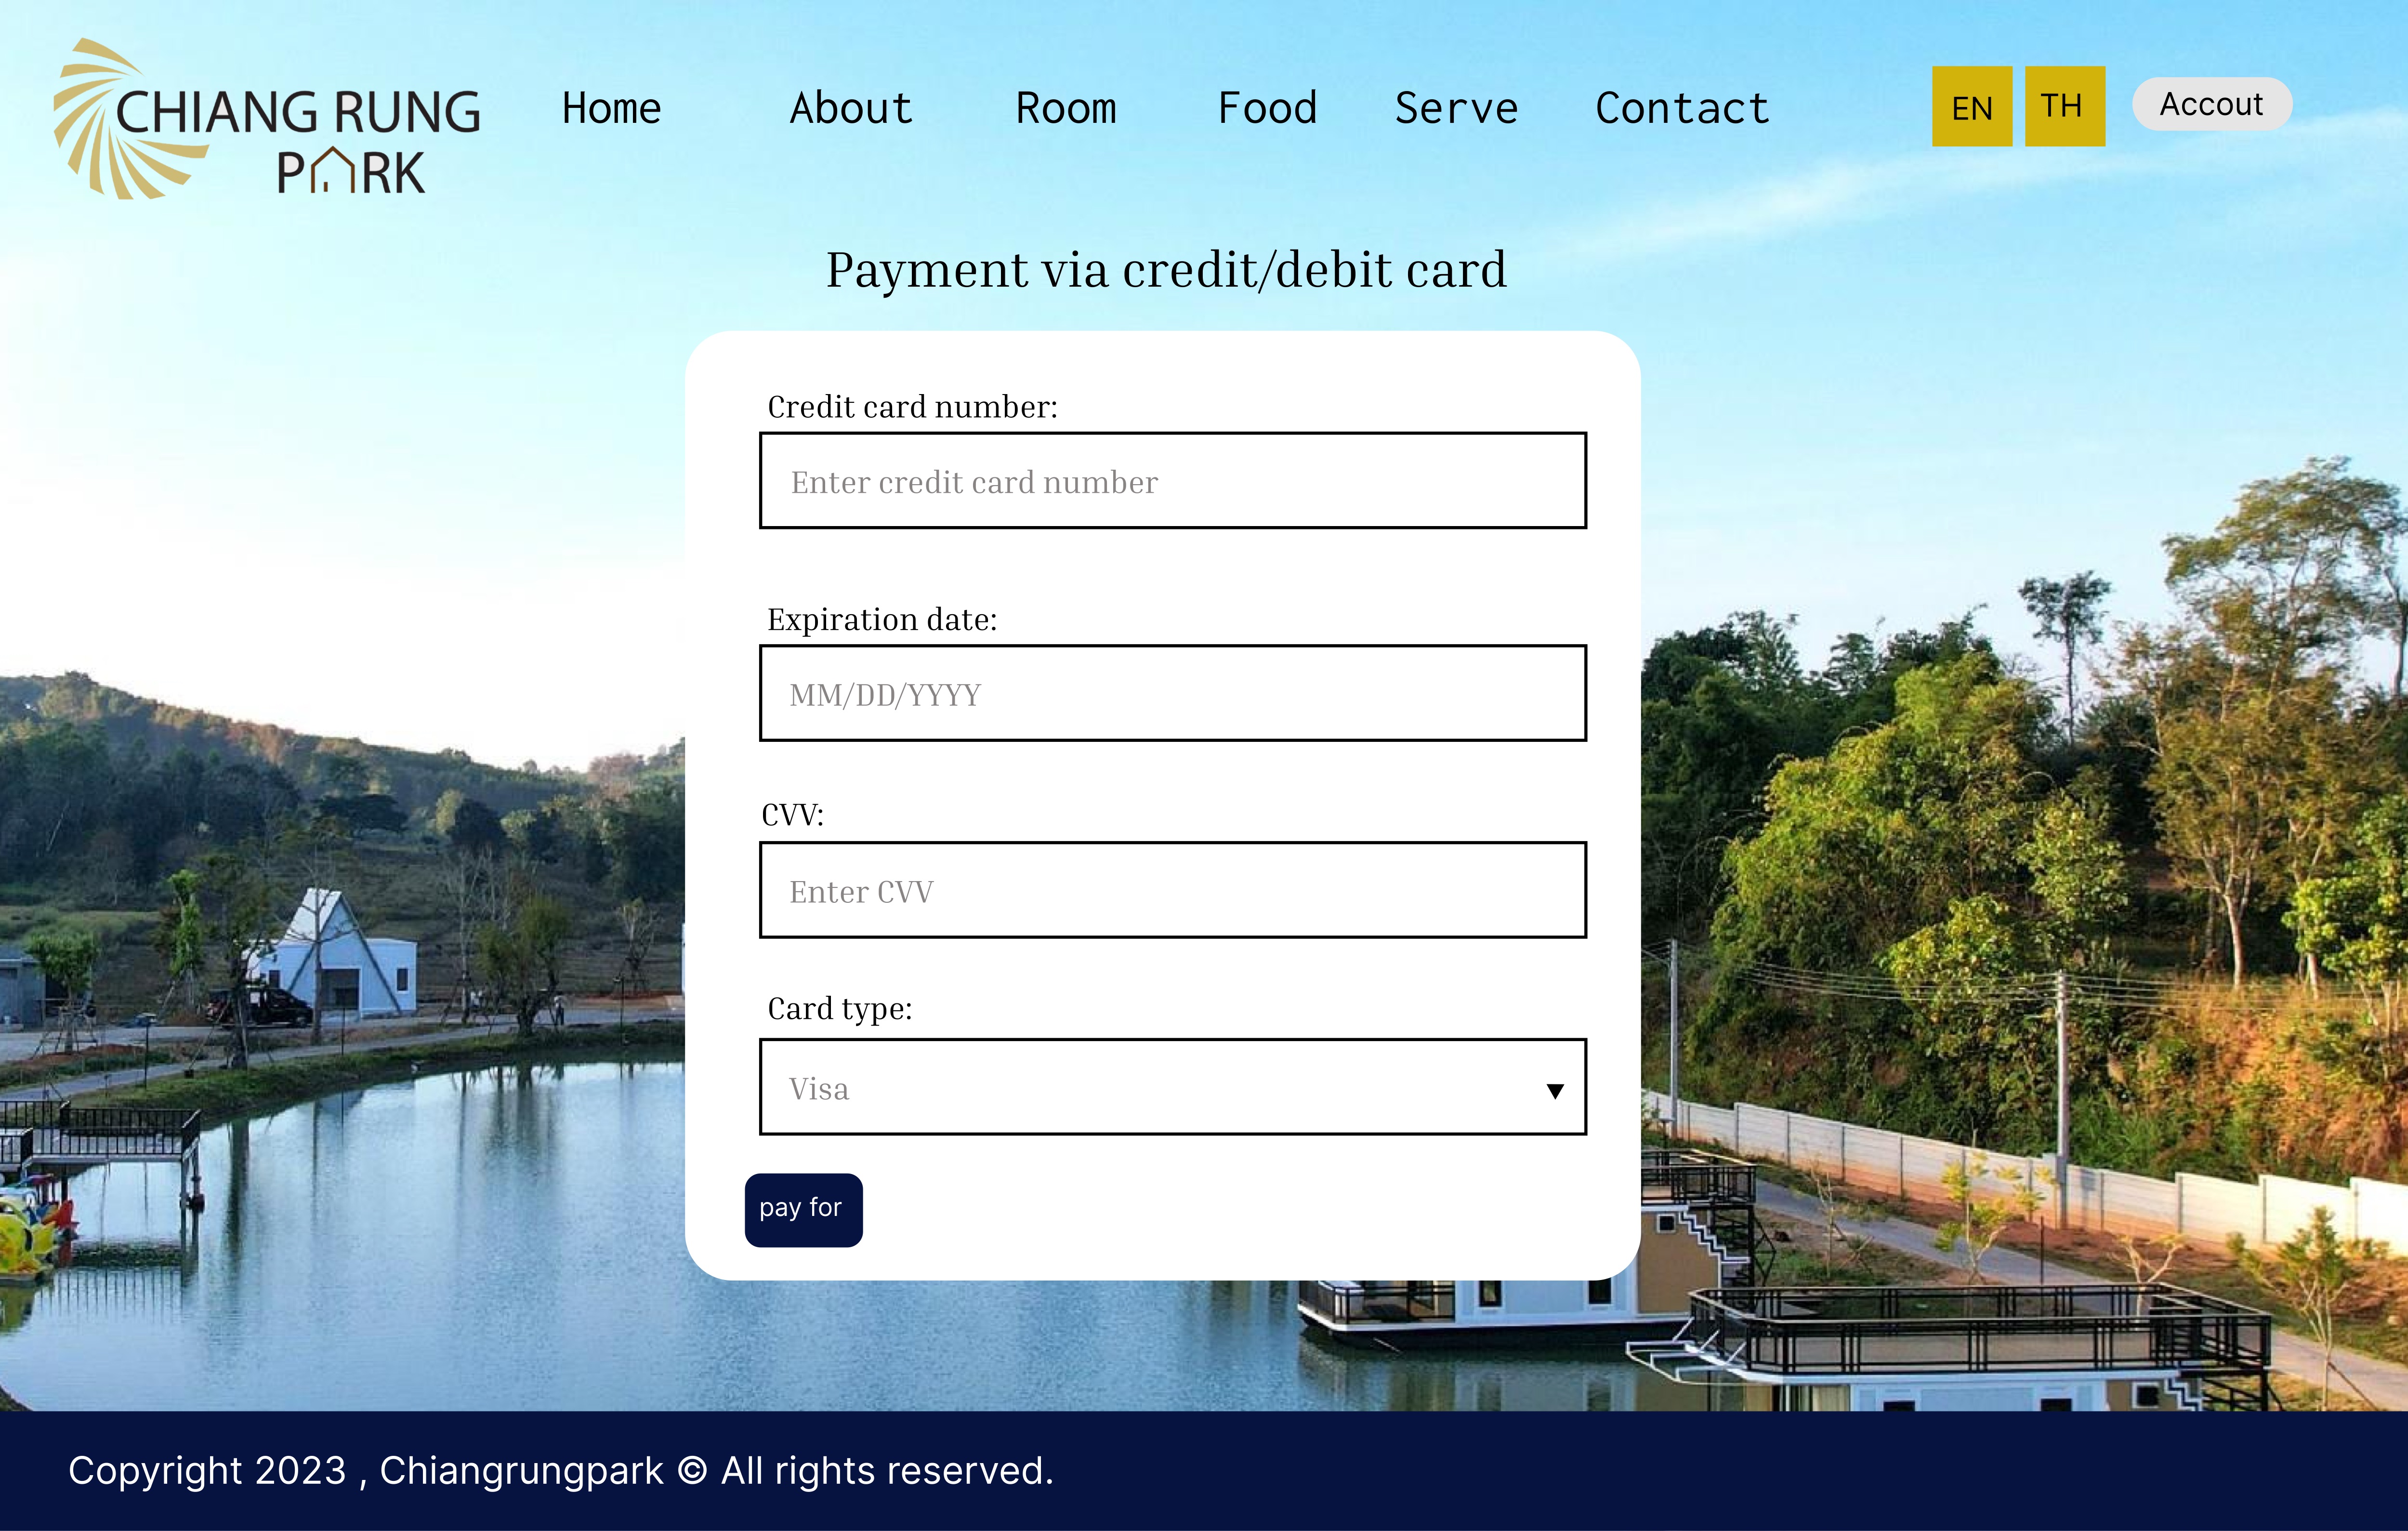 CHIANG RUNG
PARK
Home About Room Food Serve Contact
EN TH Accout
Payment via credit/debit card
Credit card number:
Enter credit card number
Expiration date:
MM/DD/YYYY
CVV:
Enter CVV
Card type:
Visa
pay for
Copyright 2023 , Chiangrungpark © All rights reserved.